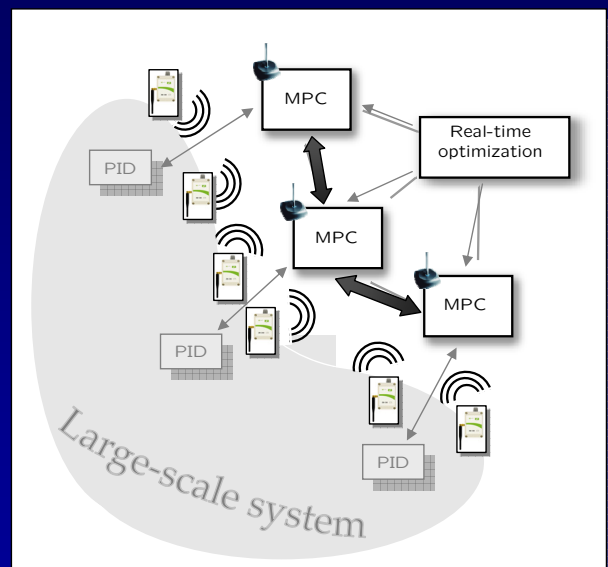 MPC
Real-time
optimization
PID
MPC
MPC
PID
PID
Large-scale system